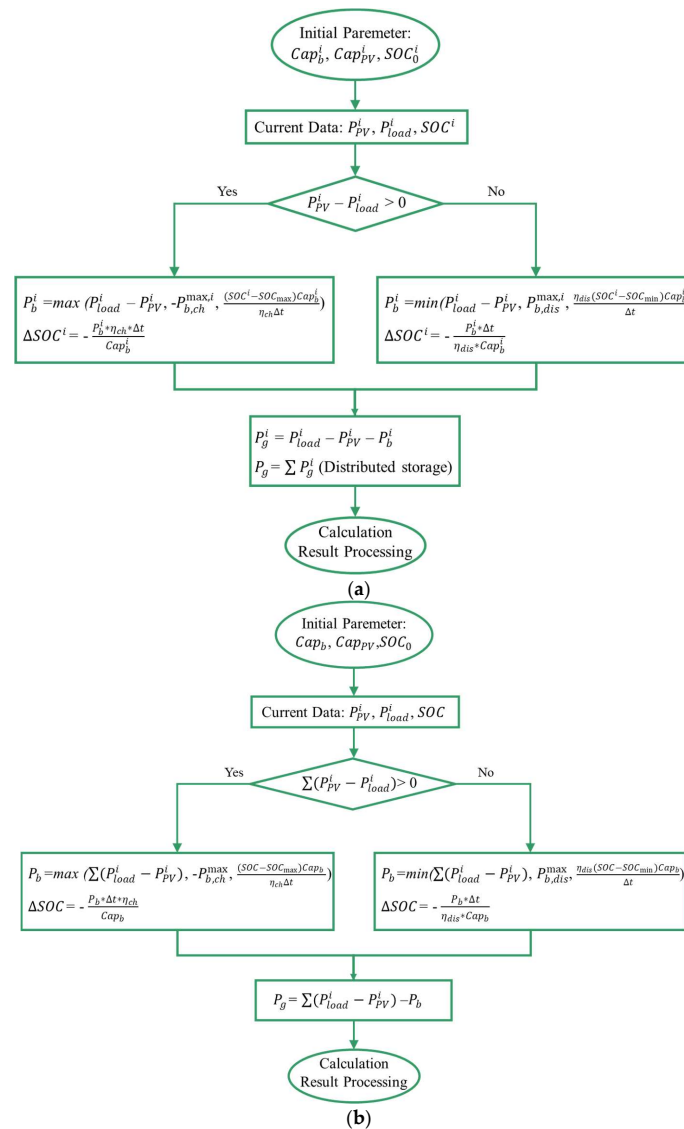 Initial Paremeter:
Cap_b^i, Cap_PV^i, SOC_0^i
Current Data: P_PV^i, P_load^i, SOC^i
Yes
P_PV^i − P_load^i > 0
No
P_b^i =max (P_load^i − P_PV^i, -P_b,ch^max,i, (SOC^i−SOC_max)Cap_b^i / η_ch Δt)
ΔSOC^i = - P_b^i*η_ch*Δt / Cap_b^i
P_b^i =min(P_load^i − P_PV^i, P_b,dis^max,i, η_dis(SOC^i−SOC_min)Cap_b^i / Δt
ΔSOC^i = - P_b^i*Δt / η_dis*Cap_b^i
P_g^i = P_load^i − P_PV^i − P_b^i
P_g = ∑ P_g^i (Distributed storage)
Calculation
Result Processing
(a)
Initial Paremeter:
Cap_b, Cap_PV,SOC_0
Current Data: P_PV^i, P_load^i, SOC
Yes
∑(P_PV^i − P_load^i)> 0
No
P_b =max (∑(P_load^i − P_PV^i), -P_b,ch^max, (SOC−SOC_max)Cap_b / η_ch Δt)
ΔSOC = - P_b*Δt*η_ch / Cap_b
P_b=min(∑(P_load^i − P_PV^i), P_b,dis^max, η_dis(SOC−SOC_min)Cap_b / Δt)
ΔSOC = - P_b*Δt / η_dis*Cap_b
P_g = ∑(P_load^i − P_PV^i) −P_b
Calculation
Result Processing
(b)